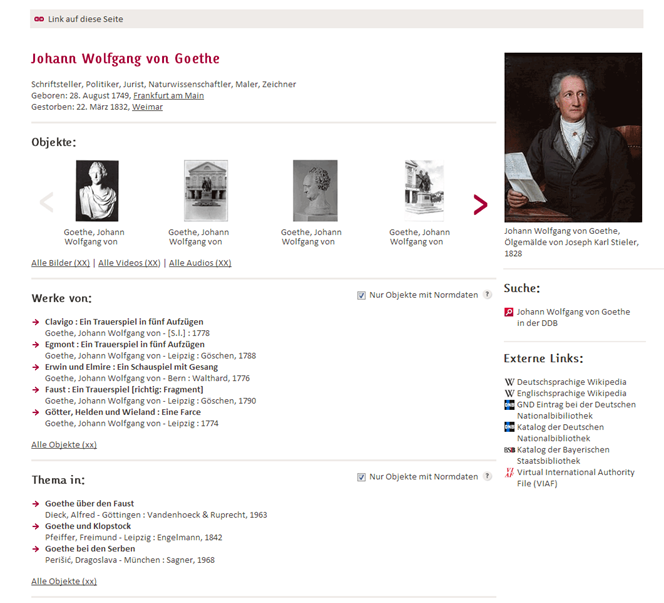 Link auf diese Seite
Johann Wolfgang von Goethe
Schriftsteller, Politiker, Jurist, Naturwissenschaftler, Maler, Zeichner
Geboren: 28. August 1749, Frankfurt am Main
Gestorben: 22. März 1832, Weimar
Objekte:
Goethe, Johann
Wolfgang von
Goethe, Johann
Wolfgang von
Goethe, Johann
Wolfgang von
Goethe, Johann
Wolfgang von
Alle Bilder (XX) | Alle Videos (XX) | Alle Audios (XX)
Werke von:
Nur Objekte mit Normdaten ?
Clavigo : Ein Trauerspiel in fünf Aufzügen
Goethe, Johann Wolfgang von - [S.l.] : 1778
Egmont : Ein Trauerspiel in fünf Aufzügen
Goethe, Johann Wolfgang von - Leipzig : Göschen, 1788
Erwin und Elmire : Ein Schauspiel mit Gesang
Goethe, Johann Wolfgang von - Bern : Walthard, 1776
Faust : Ein Trauerspiel [richtig: Fragment]
Goethe, Johann Wolfgang von - Leipzig : Göschen, 1790
Götter, Helden und Wieland : Eine Farce
Goethe, Johann Wolfgang von - Leipzig : 1774
Alle Objekte (xx)
Thema in:
Nur Objekte mit Normdaten ?
Goethe über den Faust
Dieck, Alfred - Göttingen : Vandenhoeck & Ruprecht, 1963
Goethe und Klopstock
Pfeiffer, Freimund - Leipzig : Engelmann, 1842
Goethe bei den Serben
Perišić, Dragoslava - München : Sagner, 1968
Alle Objekte (xx)
Johann Wolfgang von Goethe,
Ölgemälde von Joseph Karl Stieler,
1828
Suche:
Johann Wolfgang von Goethe
in der DDB
Externe Links:
W Deutschsprachige Wikipedia
W Englischsprachige Wikipedia
DNB GND Eintrag bei der Deutschen
Nationalbibiliothek
DNB Katalog der Deutschen
Nationalbibliothek
BSB Katalog der Bayerischen
Staatsbibliothek
VIAF Virtual International Authority
File (VIAF)